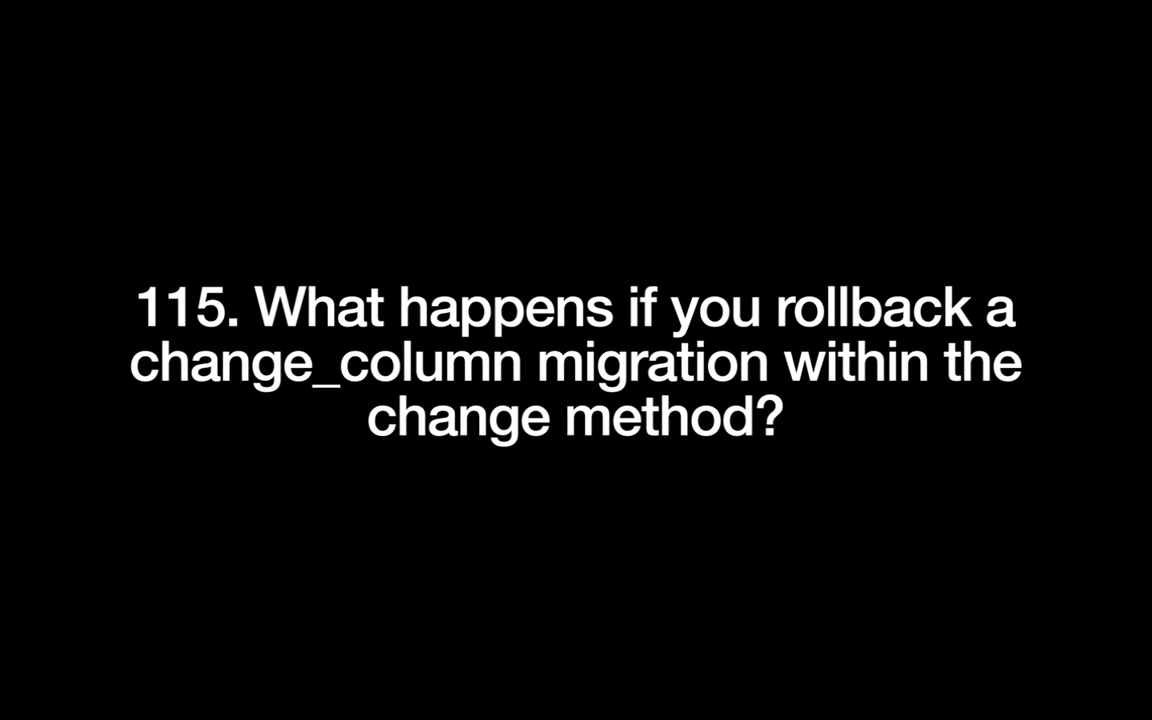 115. What happens if you rollback a
change_column migration within the
change method?